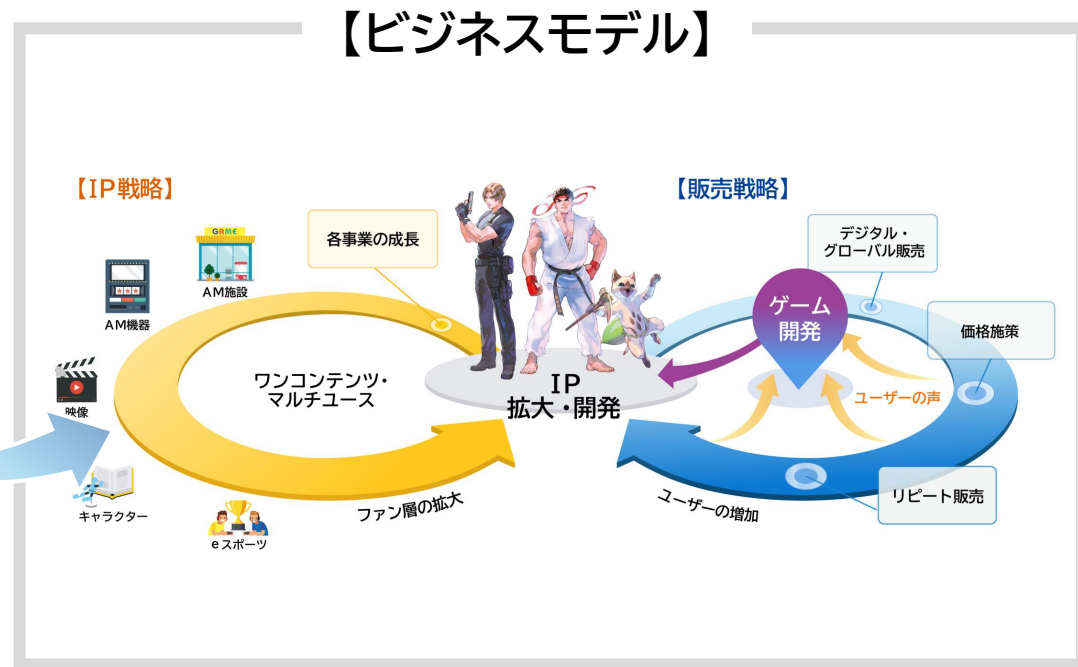 【ビジネスモデル】
【IP戦略】
【販売戦略】
各事業の成長
GAME
AM施設
AM機器
映像
キャラクター
eスポーツ
ワンコンテンツ・
マルチユース
ファン層の拡大
IP
拡大・開発
ゲーム
開発
デジタル・
グローバル販売
価格施策
ユーザーの声
リピート販売
ユーザーの増加